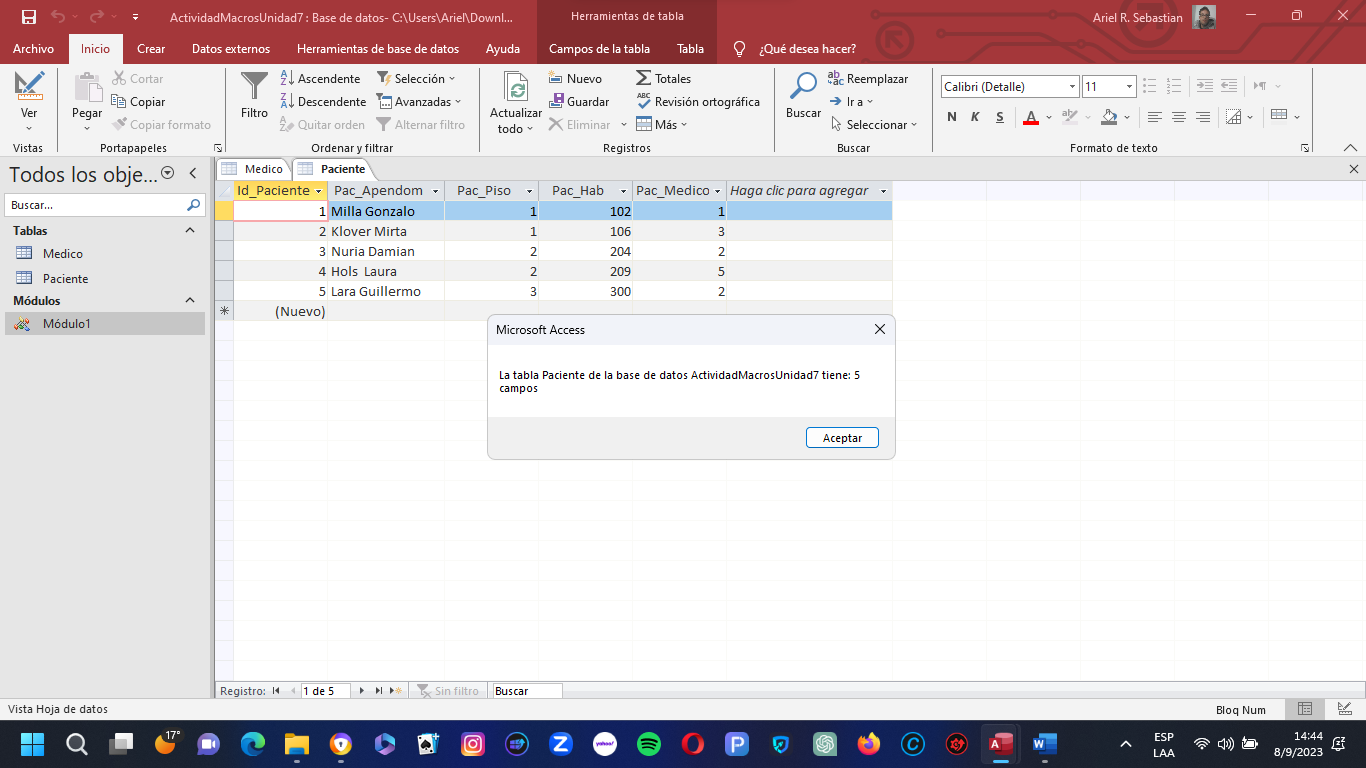 ActividadMacrosUnidad7 : Base de datos- C:\Users\Ariel\Downl...
Herramientas de tabla
Ariel R. Sebastian
Archivo Inicio Crear Datos externos Herramientas de base de datos Ayuda Campos de la tabla Tabla ¿Qué desea hacer?
Ver
Vistas
Pegar
Cortar
Copiar
Copiar formato
Portapapeles
Filtro
Ascendente
Descendente
Quitar orden
Selección
Avanzadas
Alternar filtro
Ordenar y filtrar
Actualizar
todo
Nuevo
Guardar
Eliminar
Totales
Revisión ortográfica
Más
Registros
Buscar
Reemplazar
Ir a
Seleccionar
Buscar
Calibri (Detalle) 11
N K S A
Formato de texto
Todos los obje...
Buscar...
Tablas
Medico
Paciente
Módulos
Módulo1
Medico Paciente
Id_Paciente Pac_Apendom Pac_Piso Pac_Hab Pac_Medico Haga clic para agregar
1 Milla Gonzalo 1 102 1
2 Klover Mirta 1 106 3
3 Nuria Damian 2 204 2
4 Hols Laura 2 209 5
5 Lara Guillermo 3 300 2
(Nuevo)
Microsoft Access
La tabla Paciente de la base de datos ActividadMacrosUnidad7 tiene: 5
campos
Aceptar
Registro: 1 de 5 Sin filtro Buscar
Vista Hoja de datos
Bloq Num
17°
yahoo!
ESP
LAA
14:44
8/9/2023